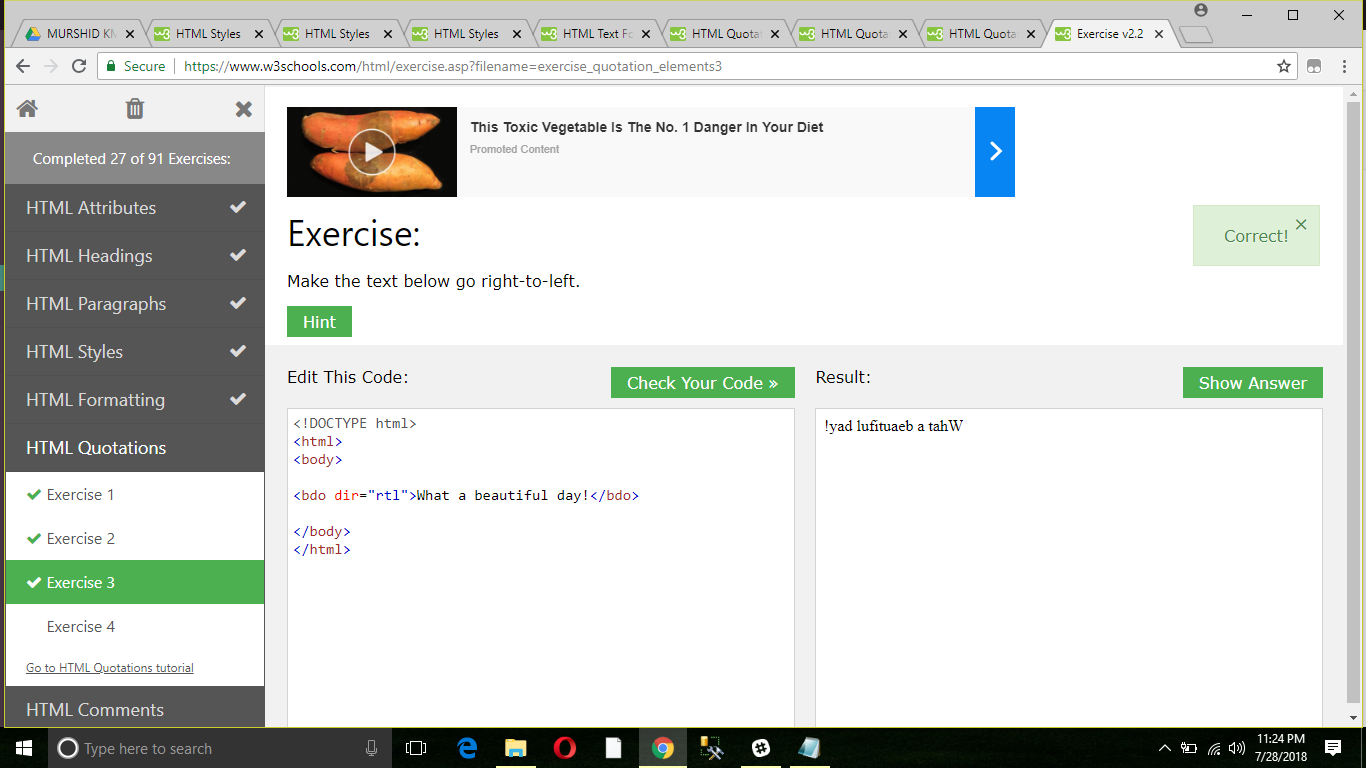 MURSHID KM
HTML Styles
HTML Styles
HTML Styles
HTML Text Fo
HTML Quotat
HTML Quota
HTML Quota
Exercise v2.2
Secure
https://www.w3schools.com/html/exercise.asp?filename=exercise_quotation_elements3
Completed 27 of 91 Exercises:
HTML Attributes
HTML Headings
HTML Paragraphs
HTML Styles
HTML Formatting
HTML Quotations
Exercise 1
Exercise 2
Exercise 3
Exercise 4
Go to HTML Quotations tutorial
HTML Comments
This Toxic Vegetable Is The No. 1 Danger In Your Diet
Promoted Content
Exercise:
Correct!
Make the text below go right-to-left.
Hint
Edit This Code:
Check Your Code »
Result:
Show Answer
<!DOCTYPE html>
<html>
<body>
<bdo dir="rtl">What a beautiful day!</bdo>
</body>
</html>
!yad lufituaeb a tahW
Type here to search
11:24 PM
7/28/2018